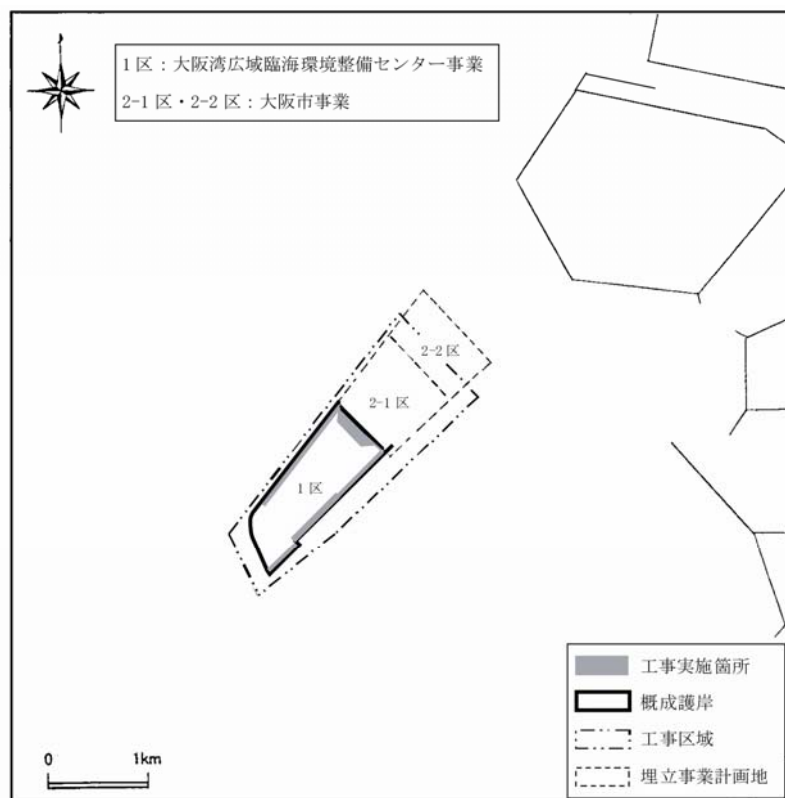 1区：大阪湾広域臨海環境整備センター事業
2-1区・2-2区：大阪市事業
2-2区
2-1区
1区
工事実施箇所
概成護岸
工事区域
埋立事業計画地
0 1km